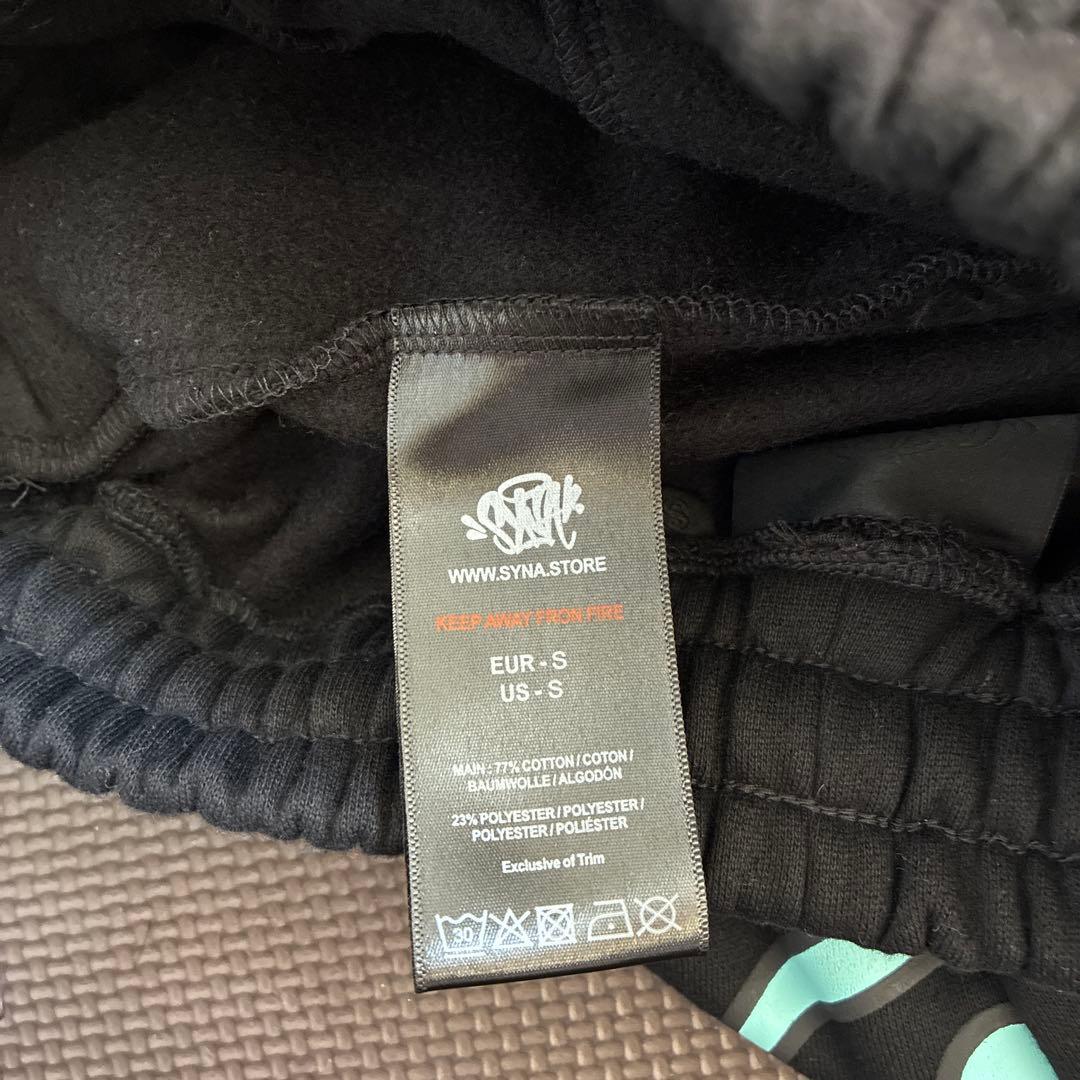 SYNA
WWW.SYNA.STORE
KEEP AWAY FRON FIRE
EUR - S
US - S
MAIN : 77% COTTON / COTON /
BAUMWOLLE / ALGODÓN
23% POLYESTER / POLYESTER /
POLYESTER / POLIÉSTER
Exclusive of Trim
30